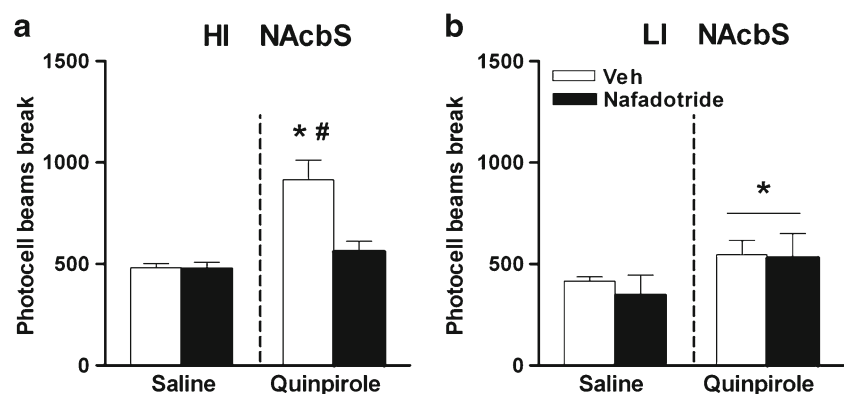 a HI NAcbS
Photocell beams break
1500
1000
500
0
* #
Saline Quinpirole
b LI NAcbS
Photocell beams break
1500
1000
500
0
Veh
Nafadotride
*
Saline Quinpirole